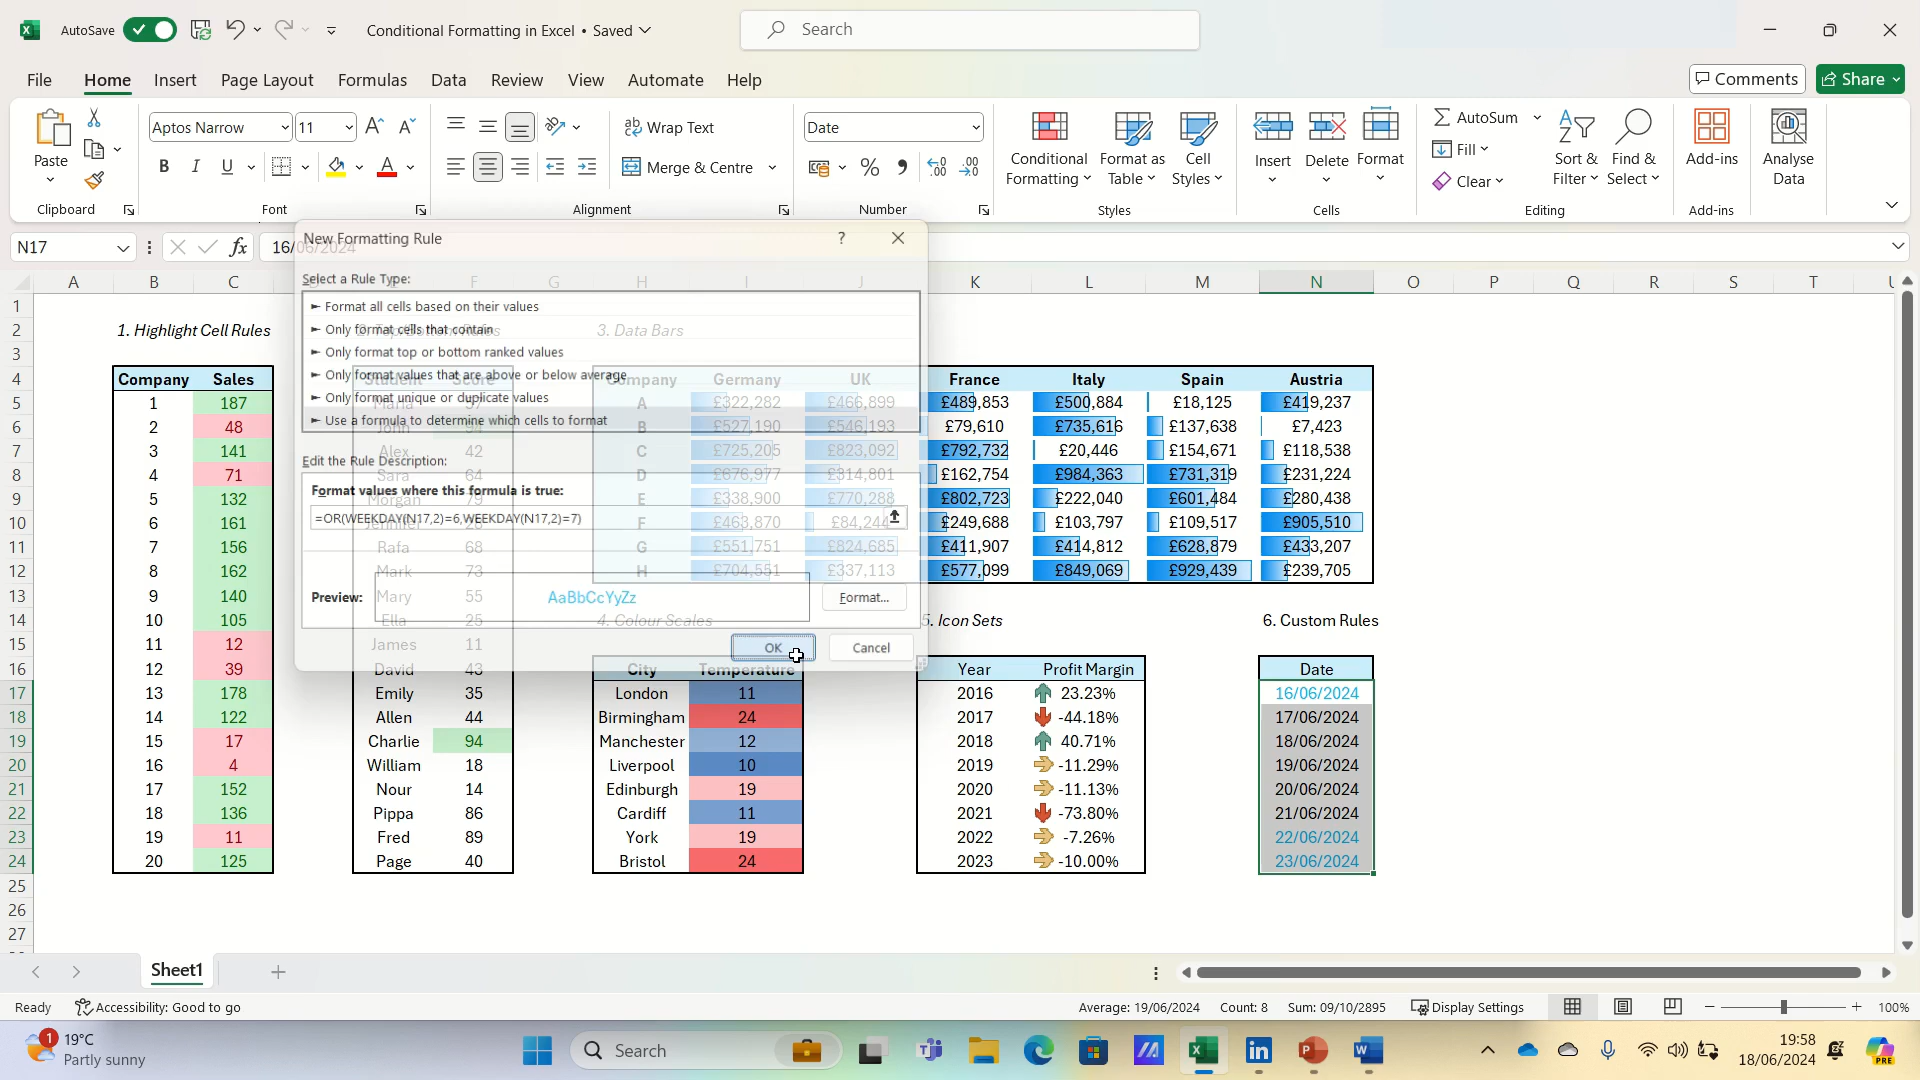 AutoSave Conditional Formatting in Excel • Saved Search
File Home Insert Page Layout Formulas Data Review View Automate Help Comments Share
Paste Clipboard
Aptos Narrow 11 B I U Font
Wrap Text Merge & Centre Alignment
Date % Number
Conditional Formatting Format as Table Cell Styles Styles
Insert Delete Format Cells
AutoSum Fill Clear Sort & Filter Find & Select Editing
Add-ins Add-ins
Analyse Data
N17 fx 16/06/2024
New Formatting Rule ?
Select a Rule Type:
► Format all cells based on their values
► Only format cells that contain
► Only format top or bottom ranked values
► Only format values that are above or below average
► Only format unique or duplicate values
► Use a formula to determine which cells to format
Edit the Rule Description:
Format values where this formula is true:
=OR(WEEKDAY(N17,2)=6,WEEKDAY(N17,2)=7)
Preview: AaBbCcYyZz Format...
OK Cancel
A B C F G H I J K L M N O P Q R S T
1
2 1. Highlight Cell Rules 3. Data Bars
3
4 Company Sales Student Score Company Germany UK France Italy Spain Austria
5 1 187 Maria 37 A £322,282 £466,899 £489,853 £500,884 £18,125 £419,237
6 2 48 John 94 B £527,190 £546,193 £79,610 £735,616 £137,638 £7,423
7 3 141 Alex 42 C £725,205 £823,092 £792,732 £20,446 £154,671 £118,538
8 4 71 Sara 64 D £676,977 £314,801 £162,754 £984,363 £731,319 £231,224
9 5 132 Morgan 79 E £338,900 £770,288 £802,723 £222,040 £601,484 £280,438
10 6 161 Jennifer F £463,870 £84,244 £249,688 £103,797 £109,517 £905,510
11 7 156 Rafa 68 G £551,751 £824,685 £411,907 £414,812 £628,879 £433,207
12 8 162 Mark 73 H £704,551 £337,113 £577,099 £849,069 £929,439 £239,705
13 9 140 Mary 55
14 10 105 Ella 25 4. Colour Scales 5. Icon Sets 6. Custom Rules
15 11 12 James 11
16 12 39 David 43 City Temperature Year Profit Margin Date
17 13 178 Emily 35 London 11 2016 23.23% 16/06/2024
18 14 122 Allen 44 Birmingham 24 2017 -44.18% 17/06/2024
19 15 17 Charlie 94 Manchester 12 2018 40.71% 18/06/2024
20 16 4 William 18 Liverpool 10 2019 -11.29% 19/06/2024
21 17 152 Nour 14 Edinburgh 19 2020 -11.13% 20/06/2024
22 18 136 Pippa 86 Cardiff 11 2021 -73.80% 21/06/2024
23 19 11 Fred 89 York 19 2022 -7.26% 22/06/2024
24 20 125 Page 40 Bristol 24 2023 -10.00% 23/06/2024
25
26
27
Sheet1
Ready Accessibility: Good to go Average: 19/06/2024 Count: 8 Sum: 09/10/2895 Display Settings 100%
1 19°C Search 19:58
Partly sunny 18/06/2024 PRE